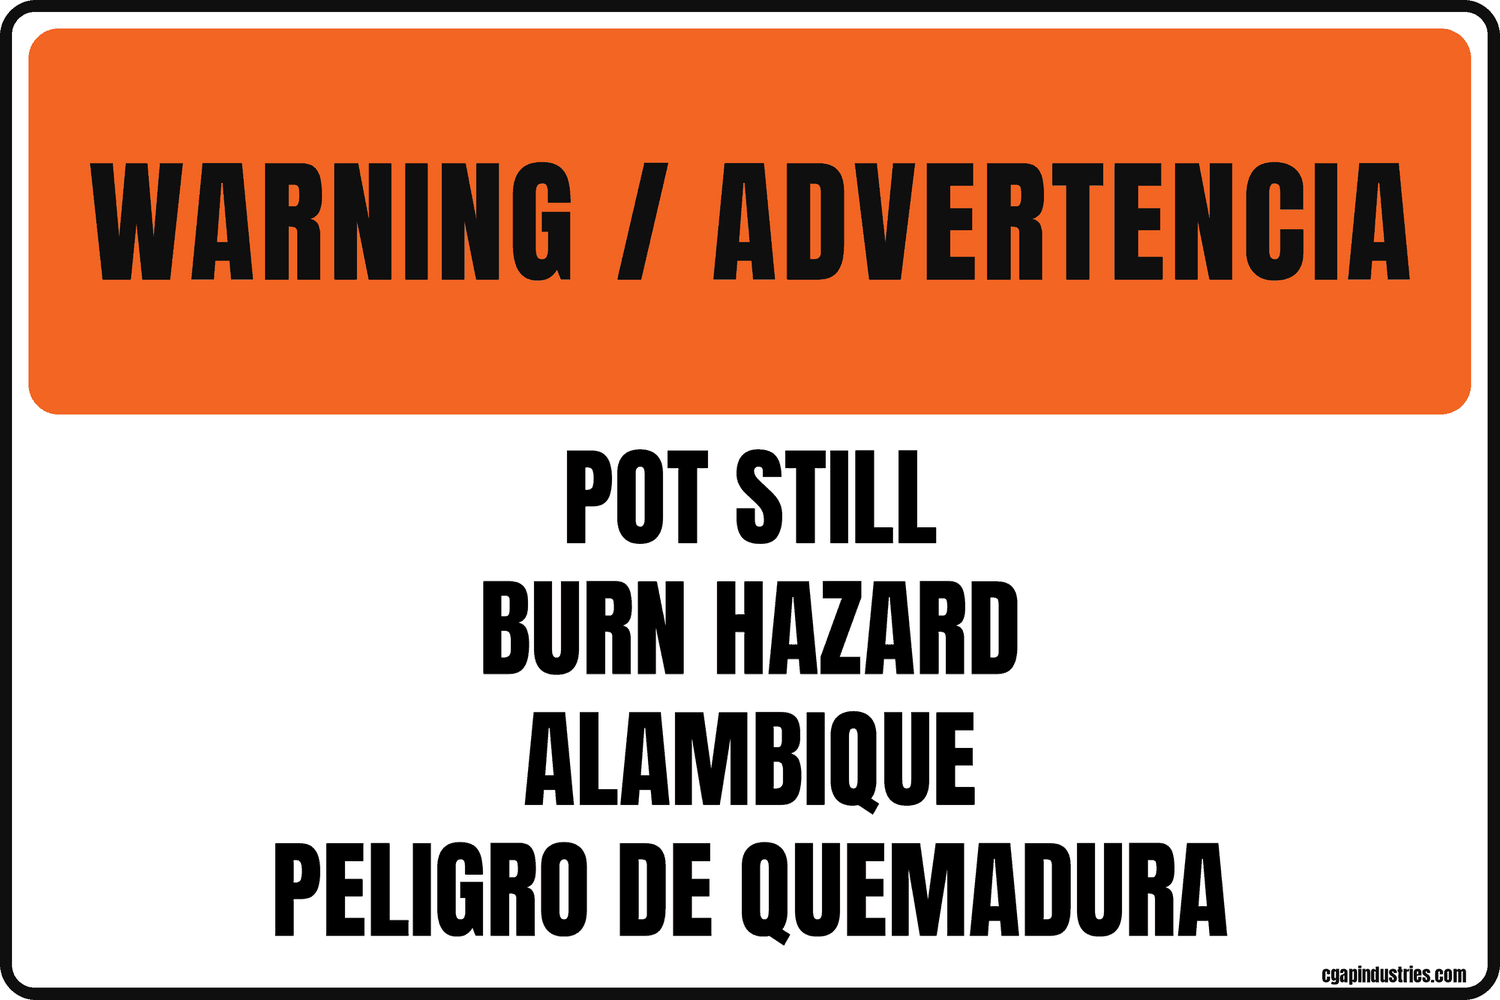 WARNING / ADVERTENCIA
POT STILL
BURN HAZARD
ALAMBIQUE
PELIGRO DE QUEMADURA
cgapindustries.com